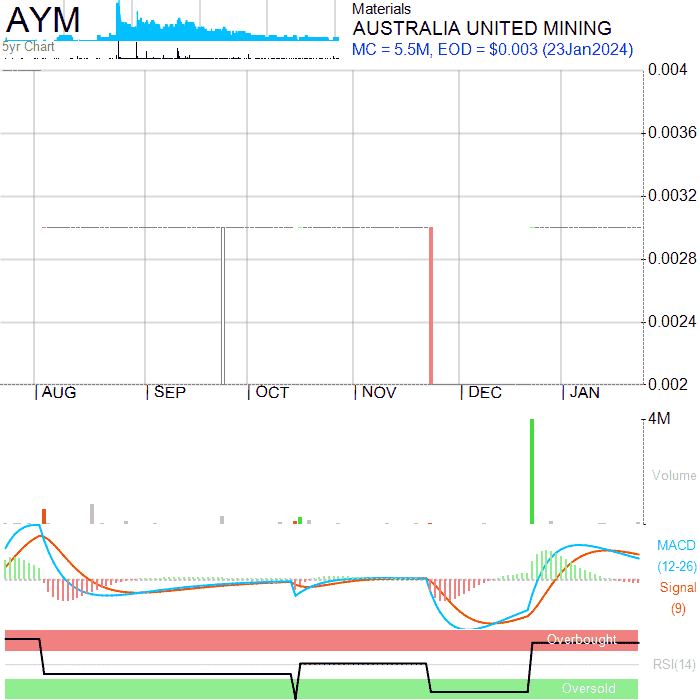 AYM
5yr Chart
Materials
AUSTRALIA UNITED MINING
MC = 5.5M, EOD = $0.003 (23Jan2024)
0.004
0.0036
0.0032
0.0028
0.0024
0.002
AUG SEP OCT NOV DEC JAN
4M
Volume
MACD
(12-26)
Signal
(9)
Overbought
RSI(14)
Oversold